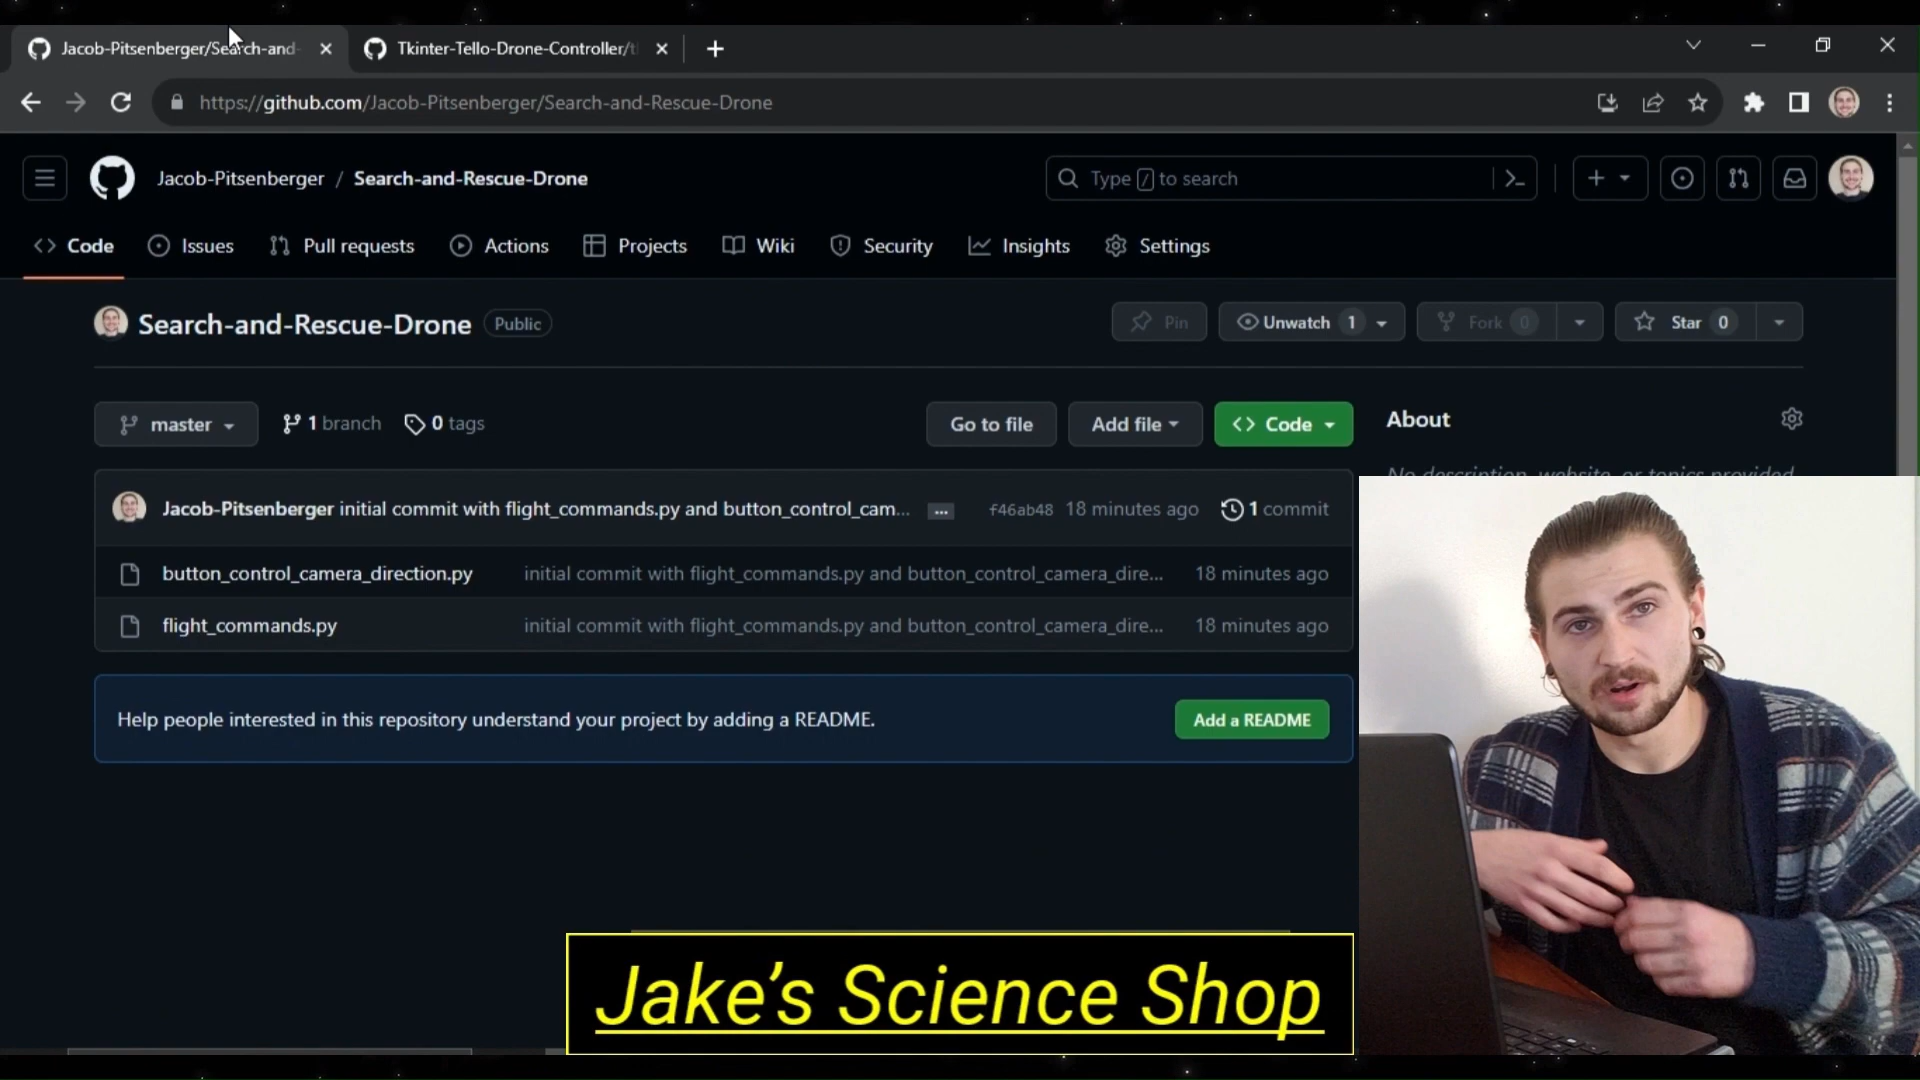 Jacob-Pitsenberger/Search-and-
Tkinter-Tello-Drone-Controller/t
https://github.com/Jacob-Pitsenberger/Search-and-Rescue-Drone
Jacob-Pitsenberger / Search-and-Rescue-Drone
Type / to search
Code
Issues
Pull requests
Actions
Projects
Wiki
Security
Insights
Settings
Search-and-Rescue-Drone
Public
Pin
Unwatch 1
Fork 0
Star 0
master
1 branch
0 tags
Go to file
Add file
Code
About
No description, website, or topics provided
Jacob-Pitsenberger initial commit with flight_commands.py and button_control_cam...
...
f46ab48 18 minutes ago
1 commit
button_control_camera_direction.py
initial commit with flight_commands.py and button_control_camera_dire...
18 minutes ago
flight_commands.py
initial commit with flight_commands.py and button_control_camera_dire...
18 minutes ago
Help people interested in this repository understand your project by adding a README.
Add a README
Jake’s Science Shop